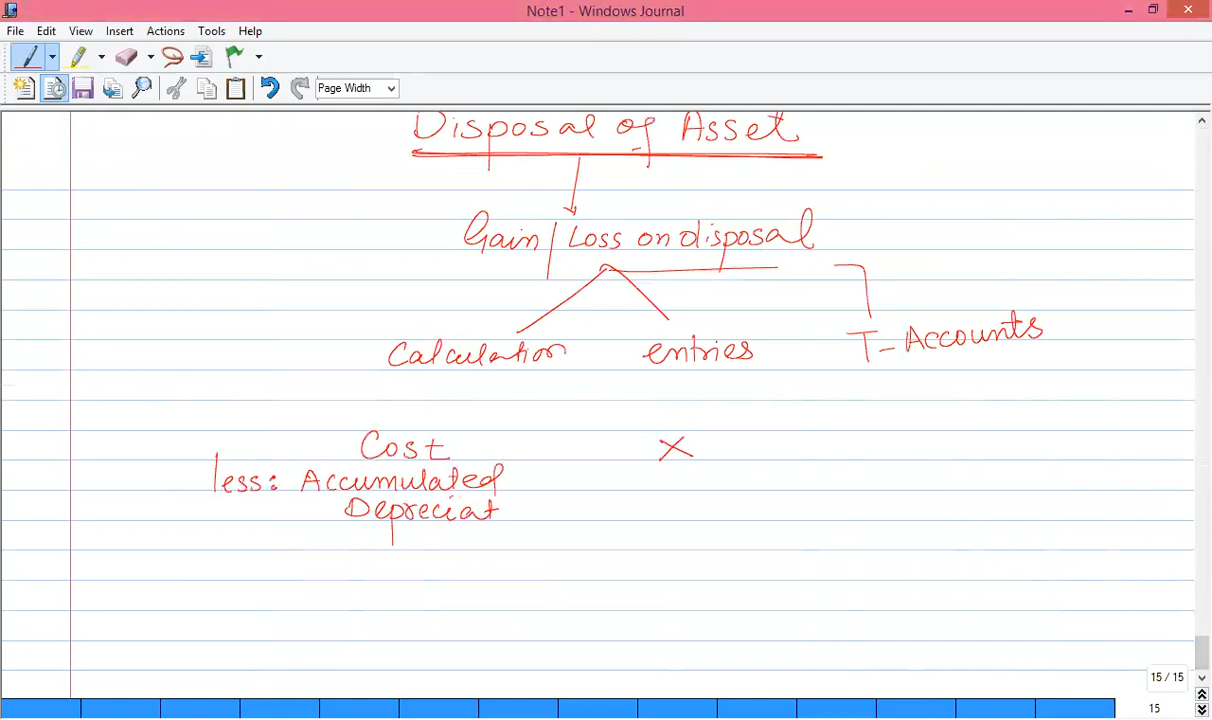 Note1 - Windows Journal
File Edit View Insert Actions Tools Help
Page Width
Disposal of Asset
Gain / Loss on disposal
Calculation entries T- Accounts
Cost X
less: Accumulated
Depreciat
15 / 15
15